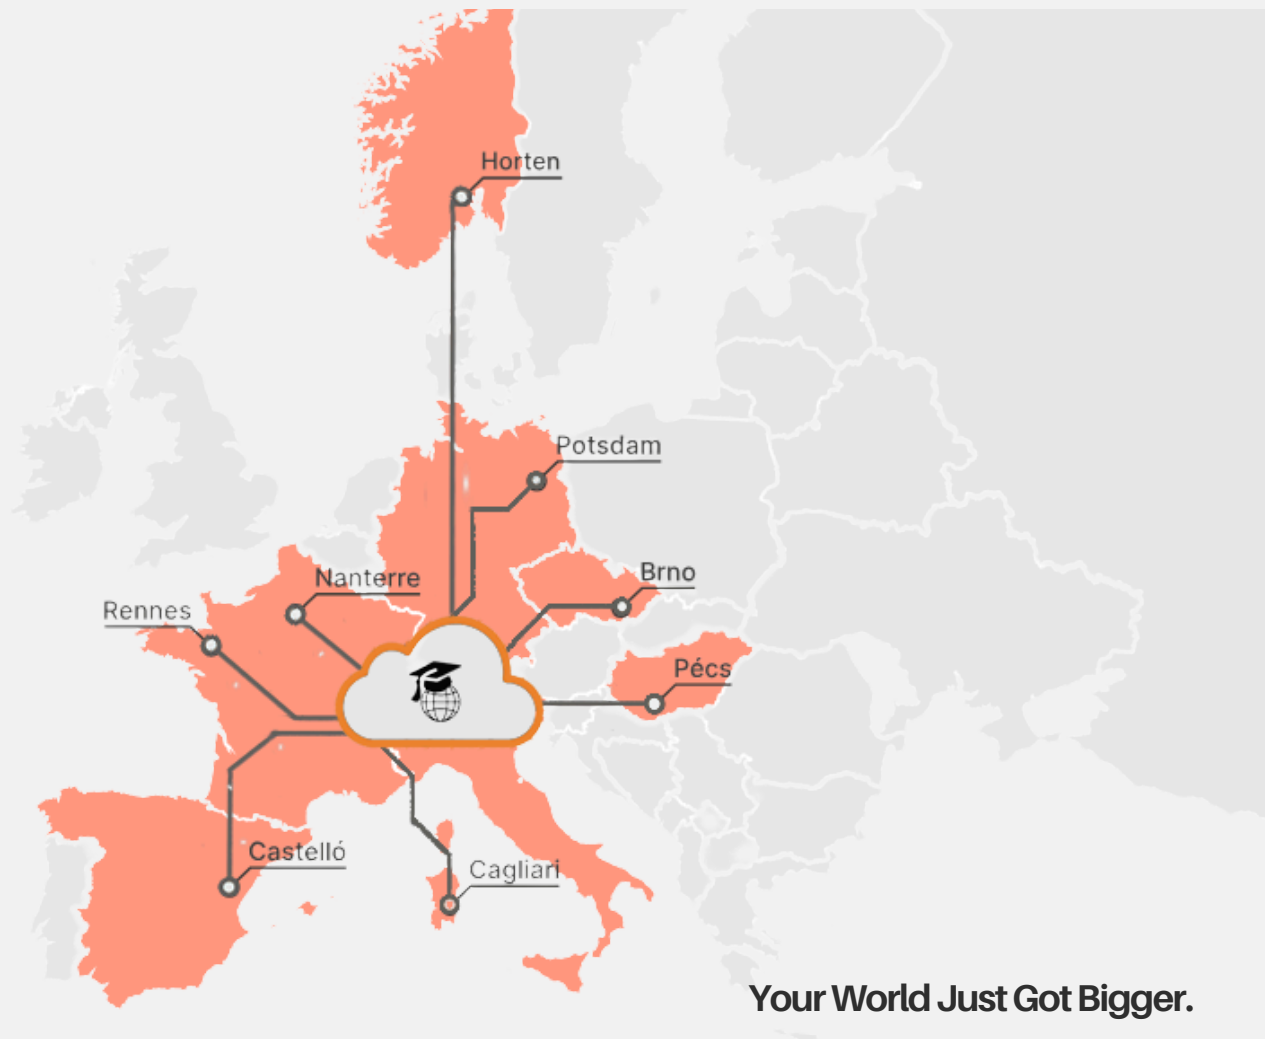 Horten
Potsdam
Brno
Nanterre
Rennes
Pécs
Castelló
Cagliari
Your World Just Got Bigger.